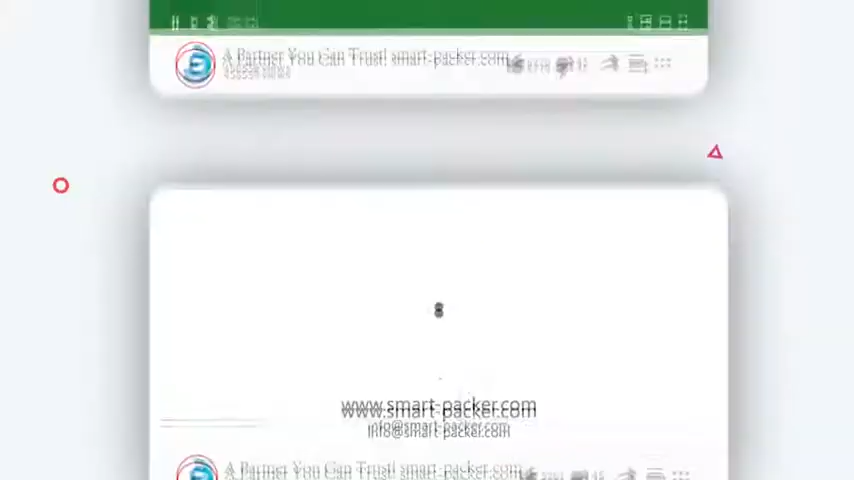 A Partner You Can Trust! smart-packer.com
www.smart-packer.com
info@smart-packer.com
A Partner You Can Trust! smart-packer.com